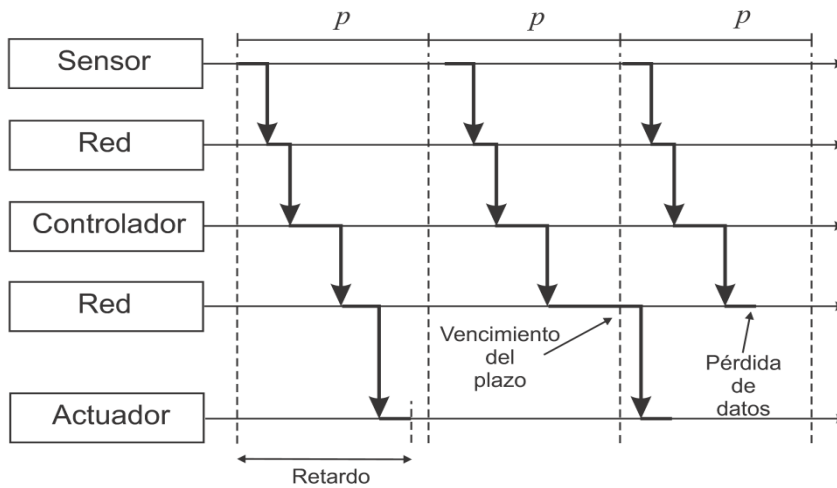 p p p
Sensor
Red
Controlador
Red
Vencimiento
del
plazo
Pérdida
de
datos
Actuador
Retardo